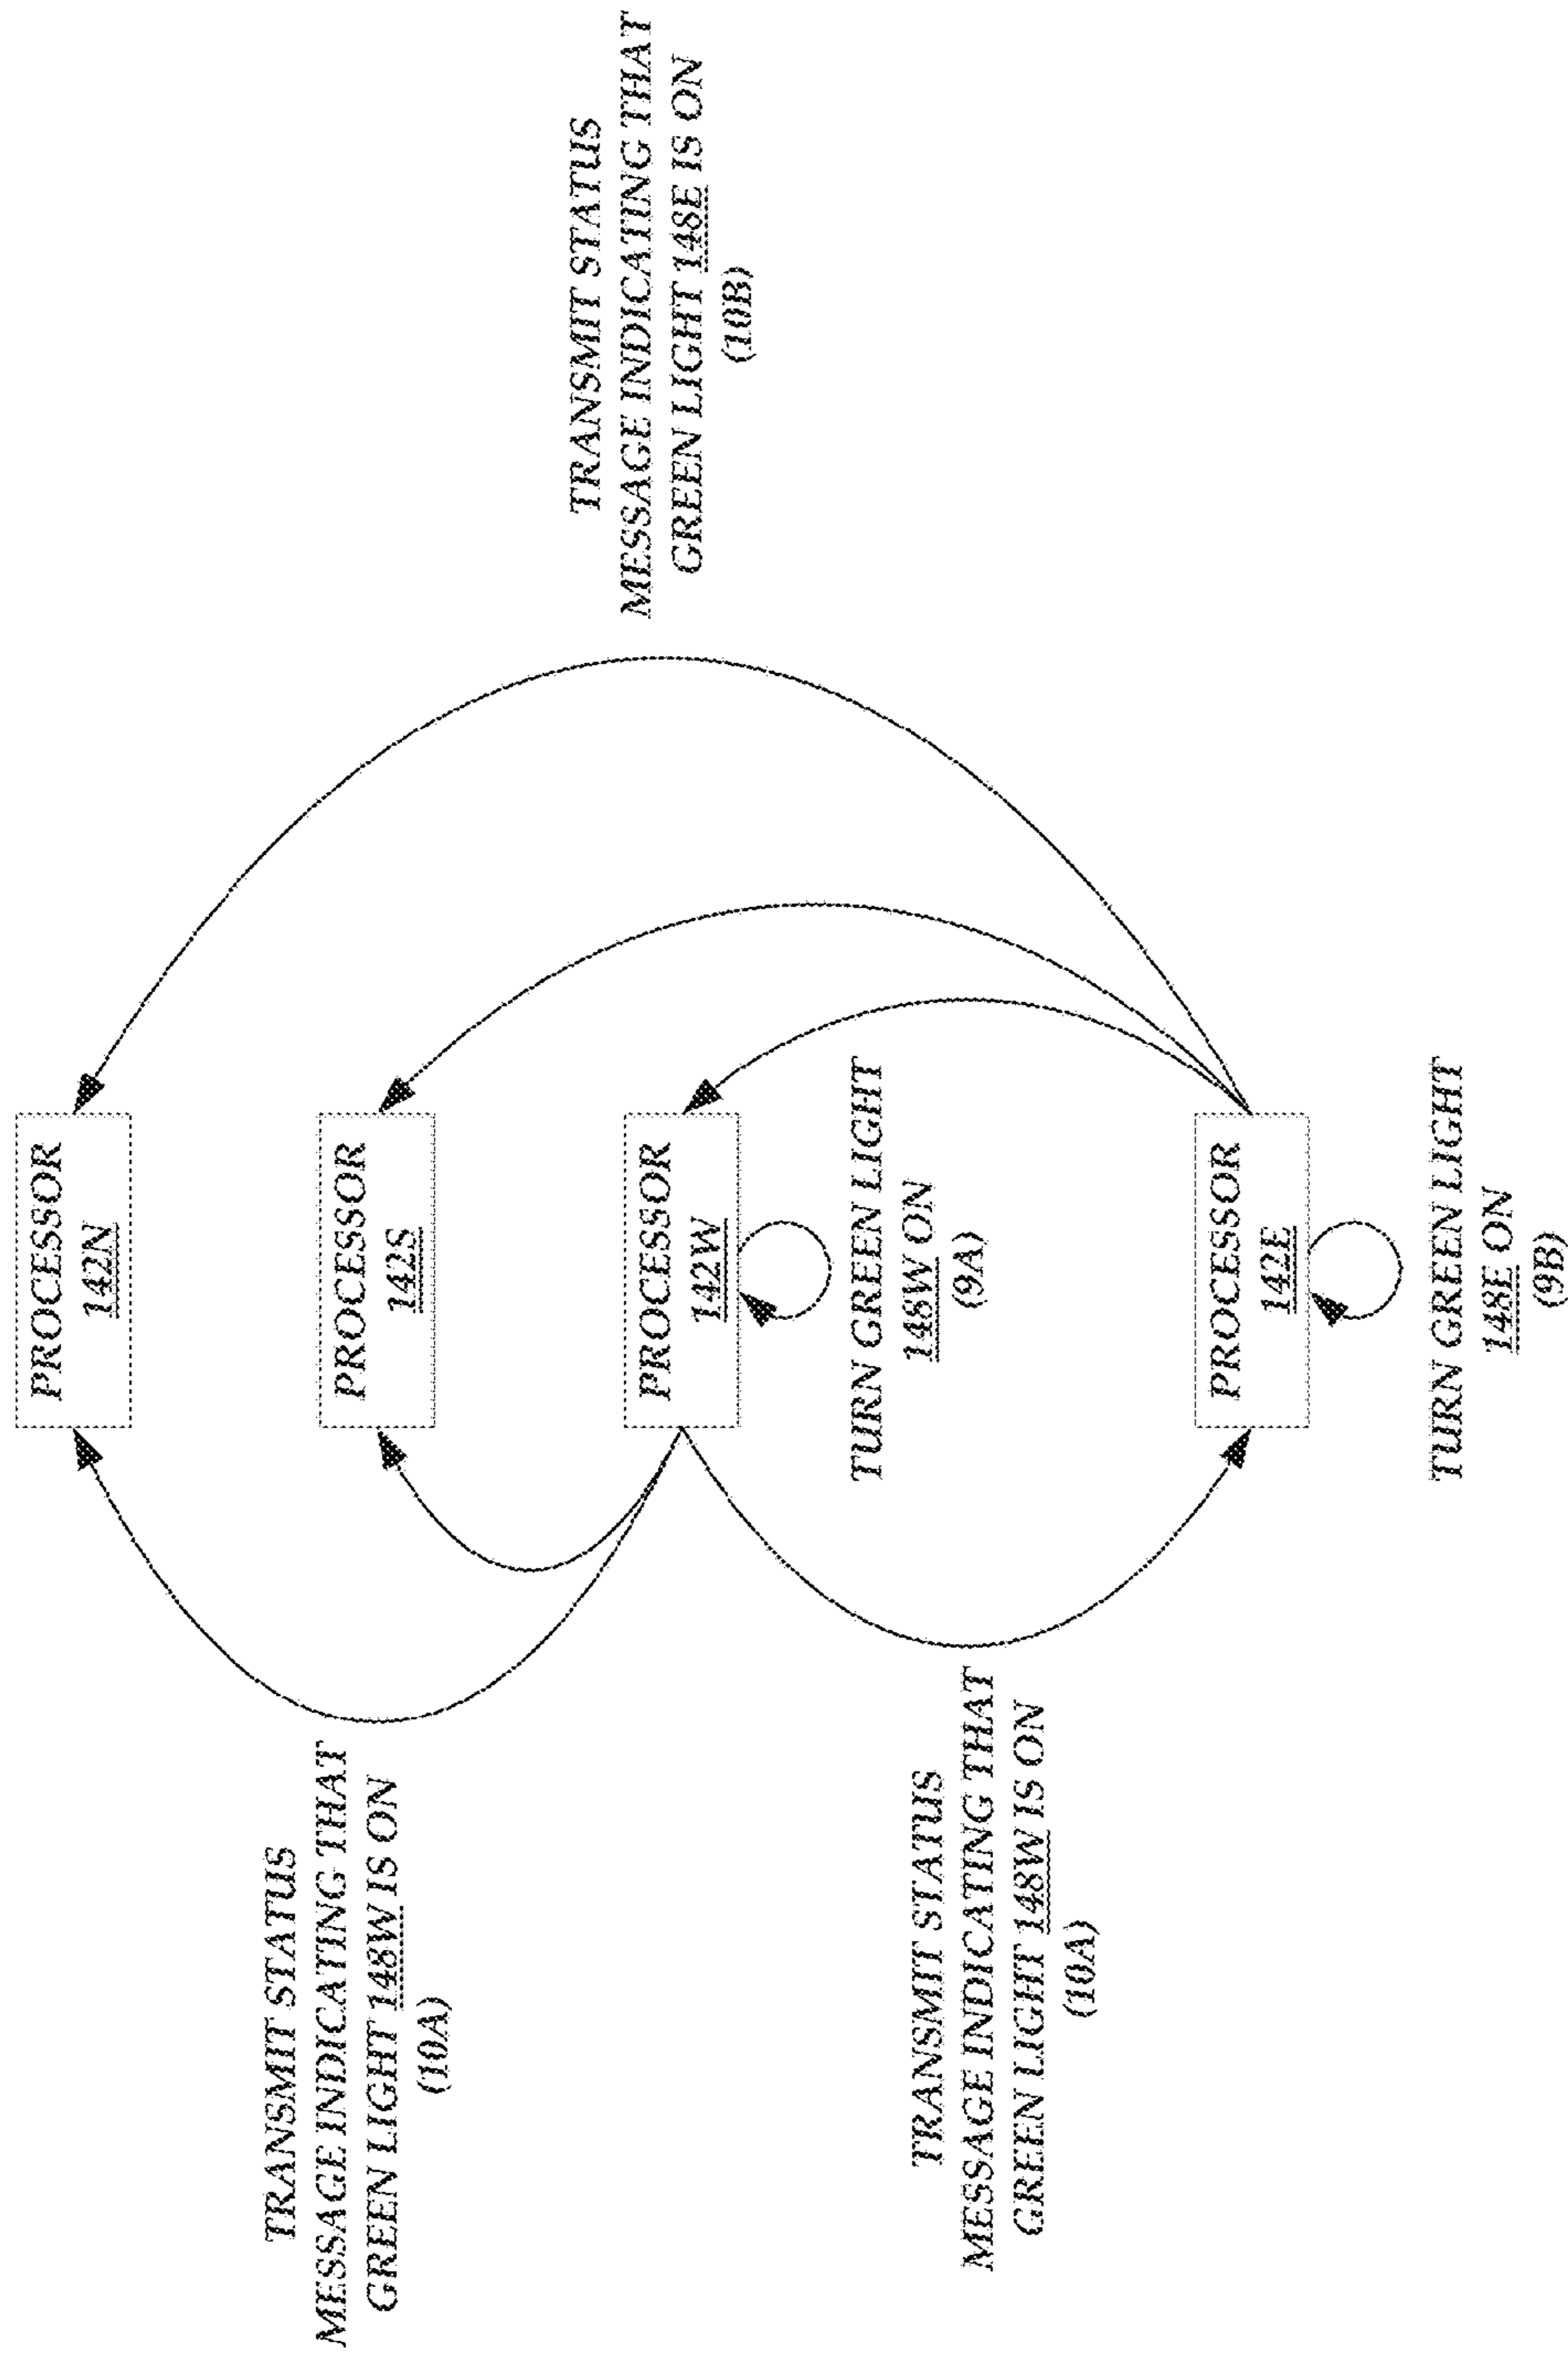 TRANSMIT STATUS
MESSAGE INDICATING THAT
GREEN LIGHT 148W IS ON
(10A)
TRANSMIT STATUS
MESSAGE INDICATING THAT
GREEN LIGHT 148W IS ON
(10A)
PROCESSOR
142N
PROCESSOR
142S
PROCESSOR
142W
TURN GREEN LIGHT
148W ON
(9A)
PROCESSOR
142E
TURN GREEN LIGHT
148E ON
(9B)
TRANSMIT STATUS
MESSAGE INDICATING THAT
GREEN LIGHT 148E IS ON
(10B)